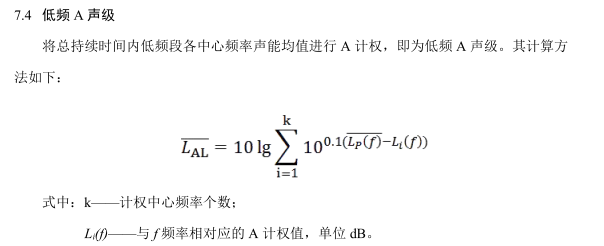 7.4 低频 A 声级
将总持续时间内低频段各中心频率声能均值进行 A 计权，即为低频 A 声级。其计算方
法如下：
$\overline{L_{AL}} = 10 \lg \sum_{i=1}^{k} 10^{0.1(\overline{L_P(f)}-L_i(f))}$
式中：k——计权中心频率个数；
Lᵢ(f)——与 f 频率相对应的 A 计权值，单位 dB。